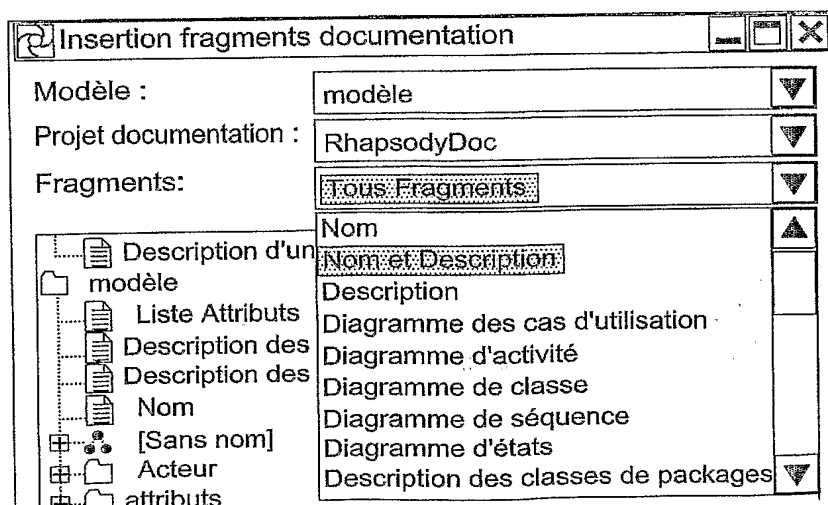 Insertion fragments documentation
Modèle :
modèle
Projet documentation :
RhapsodyDoc
Fragments:
Tous Fragments
Nom
Nom et Description
Description
Diagramme des cas d'utilisation
Diagramme d'activité
Diagramme de classe
Diagramme de séquence
Diagramme d'états
Description des classes de packages
Description d'un
modèle
Liste Attributs
Description des
Description des
Nom
[Sans nom]
Acteur
attributs